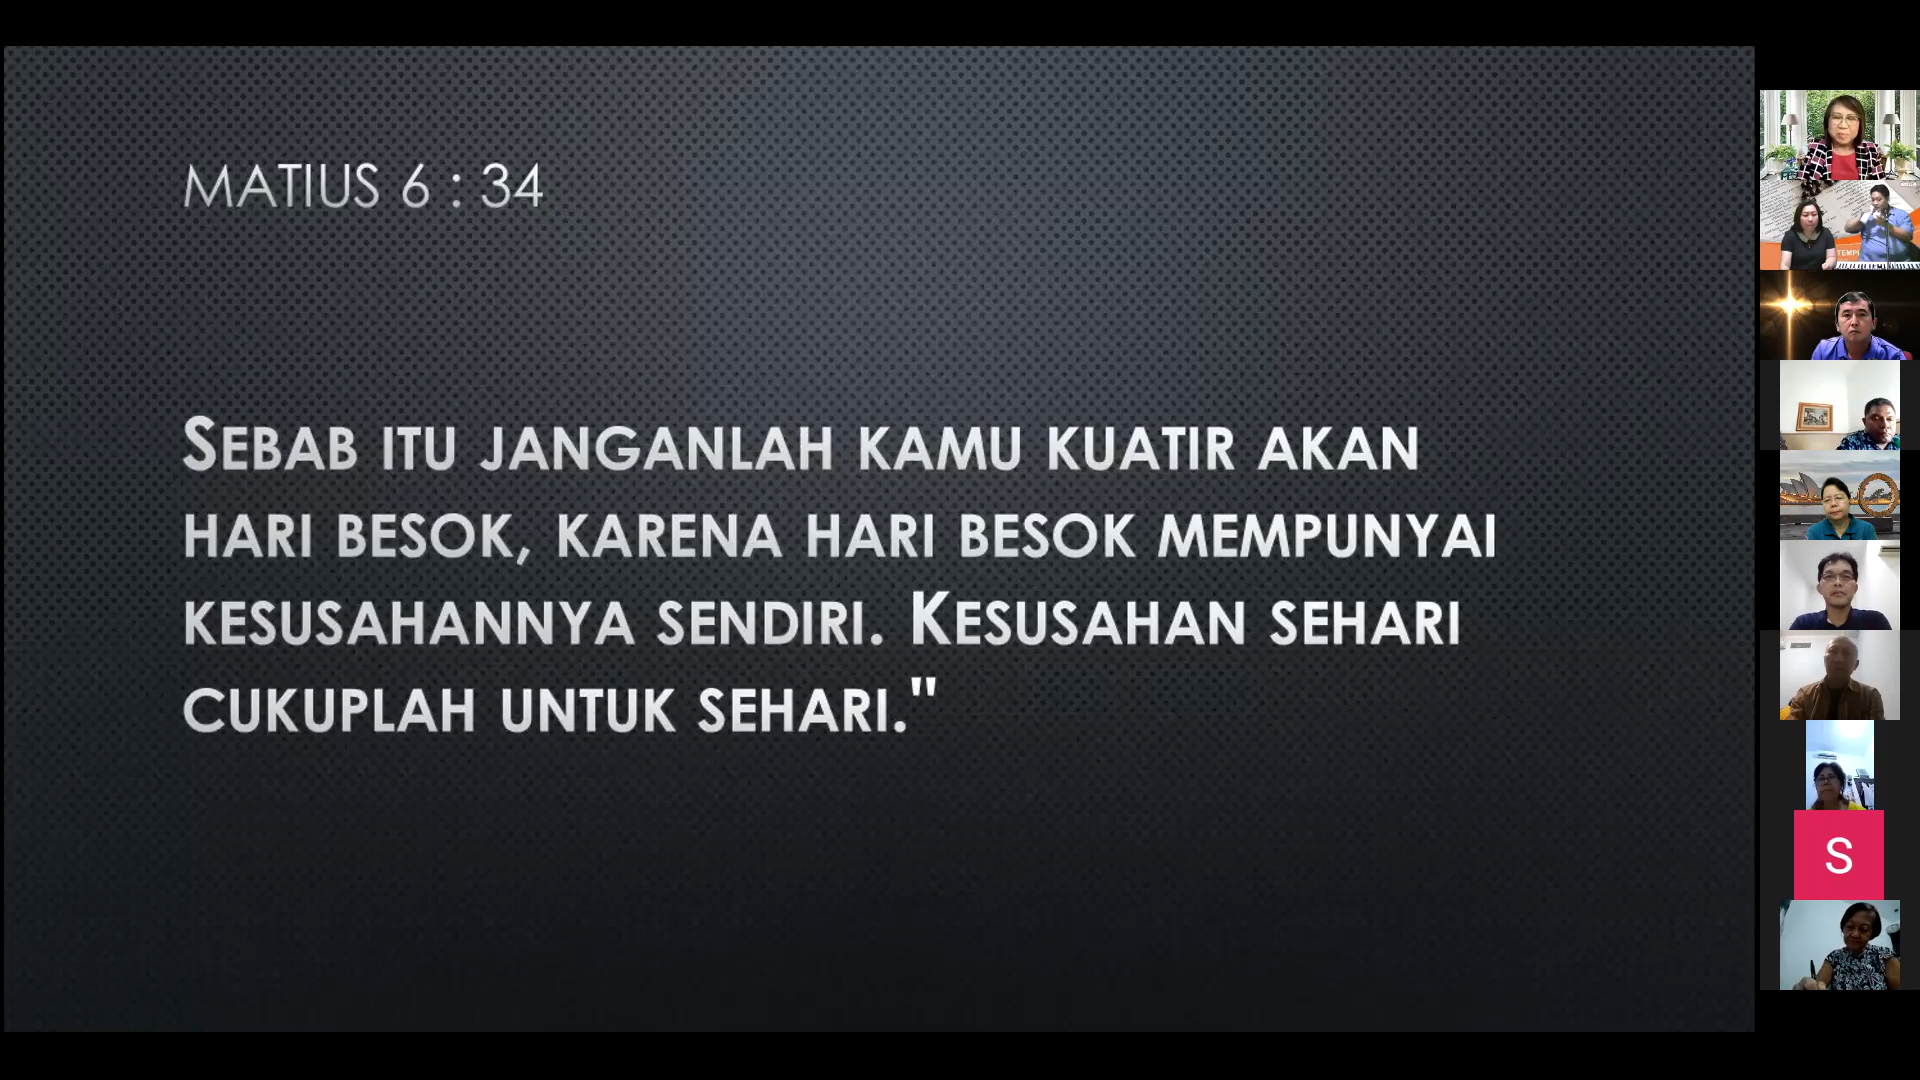 MATIUS 6 : 34
SEBAB ITU JANGANLAH KAMU KUATIR AKAN
HARI BESOK, KARENA HARI BESOK MEMPUNYAI
KESUSAHANNYA SENDIRI. KESUSAHAN SEHARI
CUKUPLAH UNTUK SEHARI."
TEMPI
S